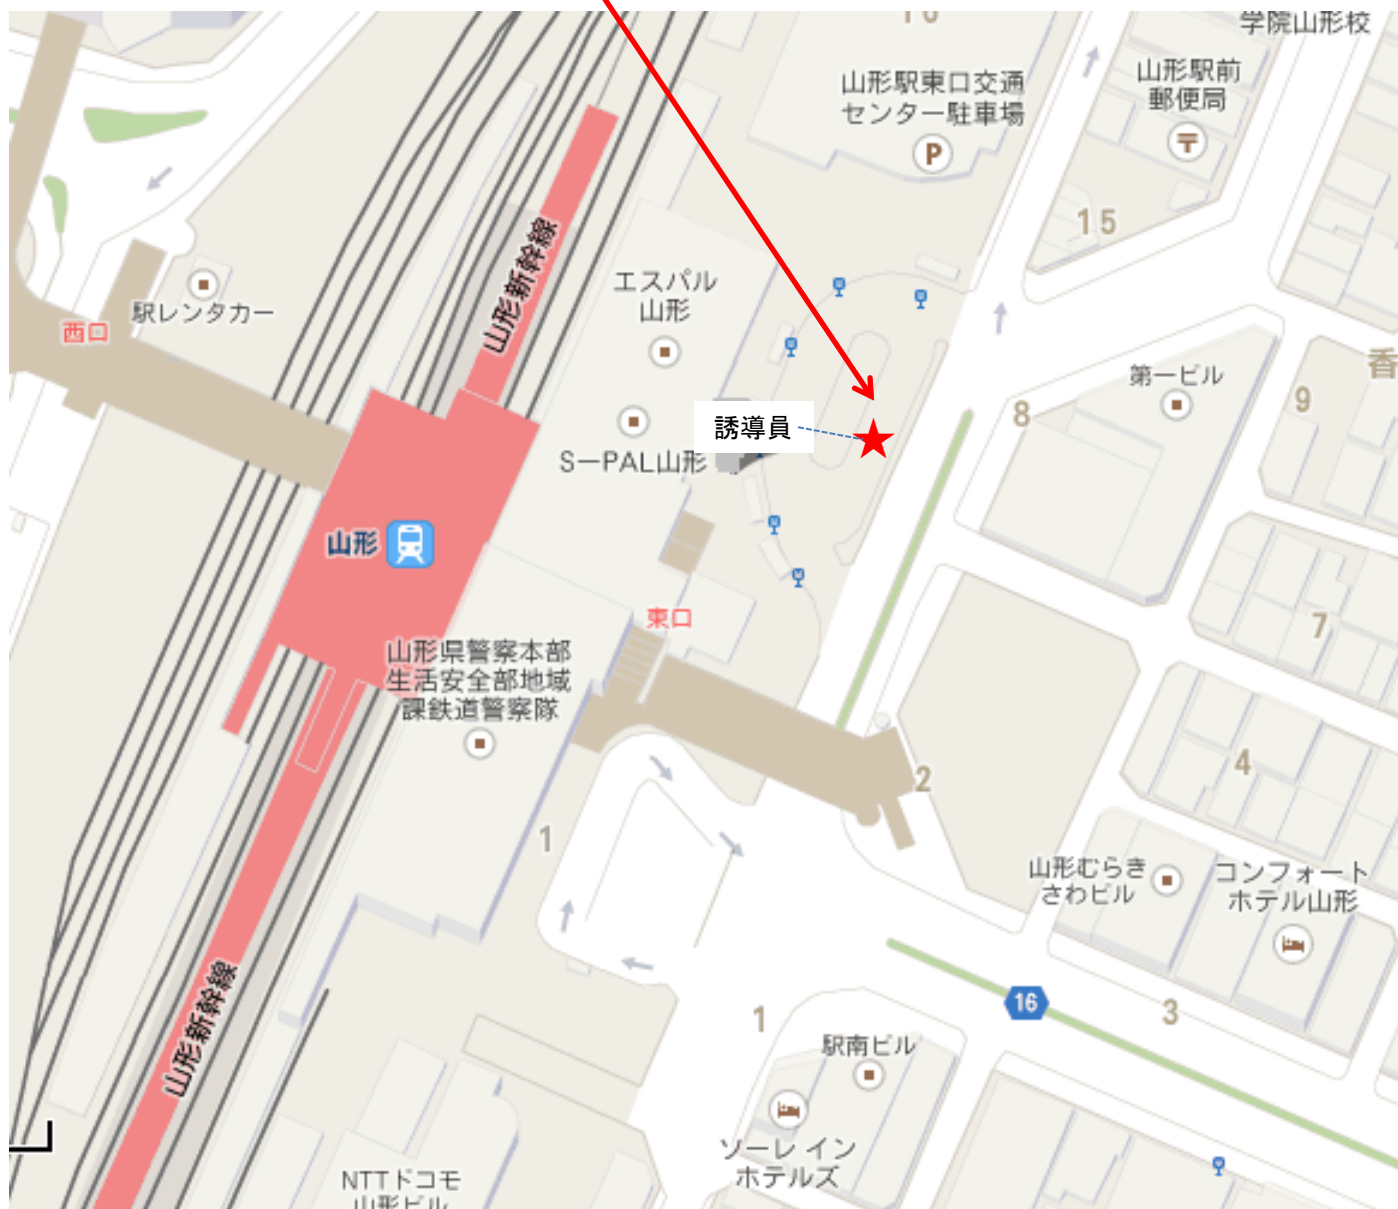 学院山形校
山形駅前
郵便局
山形駅東口交通
センター駐車場
P
15
山形新幹線
エスパル
山形
駅レンタカー
西口
第一ビル
香
9
8
誘導員
S-PAL山形
山形
東口
7
山形県警察本部
生活安全部地域
課鉄道警察隊
4
2
1
山形むらき
さわビル
コンフォート
ホテル山形
16
3
1
山形新幹線
駅南ビル
ソーレ イン
ホテルズ
NTTドコモ
山形ビル